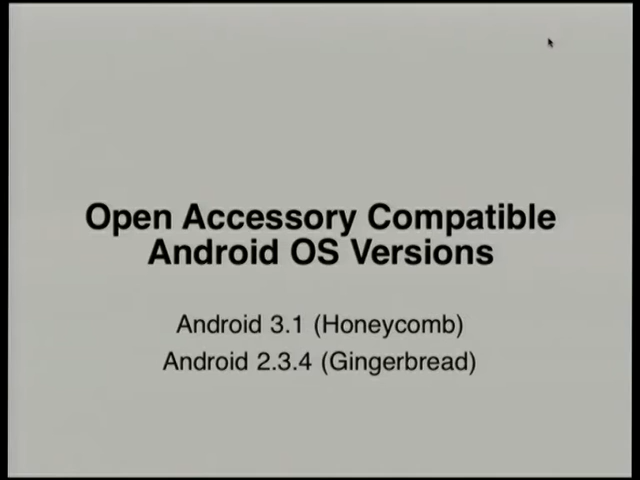 Open Accessory Compatible
Android OS Versions
Android 3.1 (Honeycomb)
Android 2.3.4 (Gingerbread)